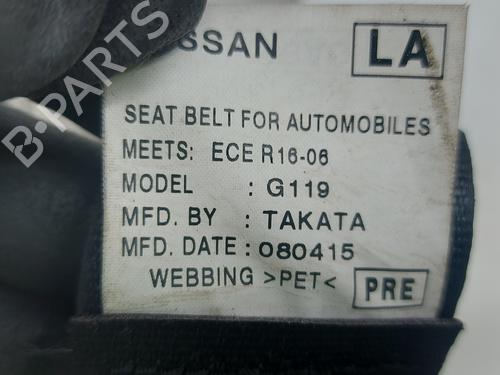 B-PARTS
SSAN LA
SEAT BELT FOR AUTOMOBILES
MEETS: ECE R16-06
MODEL : G119
MFD. BY : TAKATA
MFD. DATE : 080415
WEBBING >PET< PRE